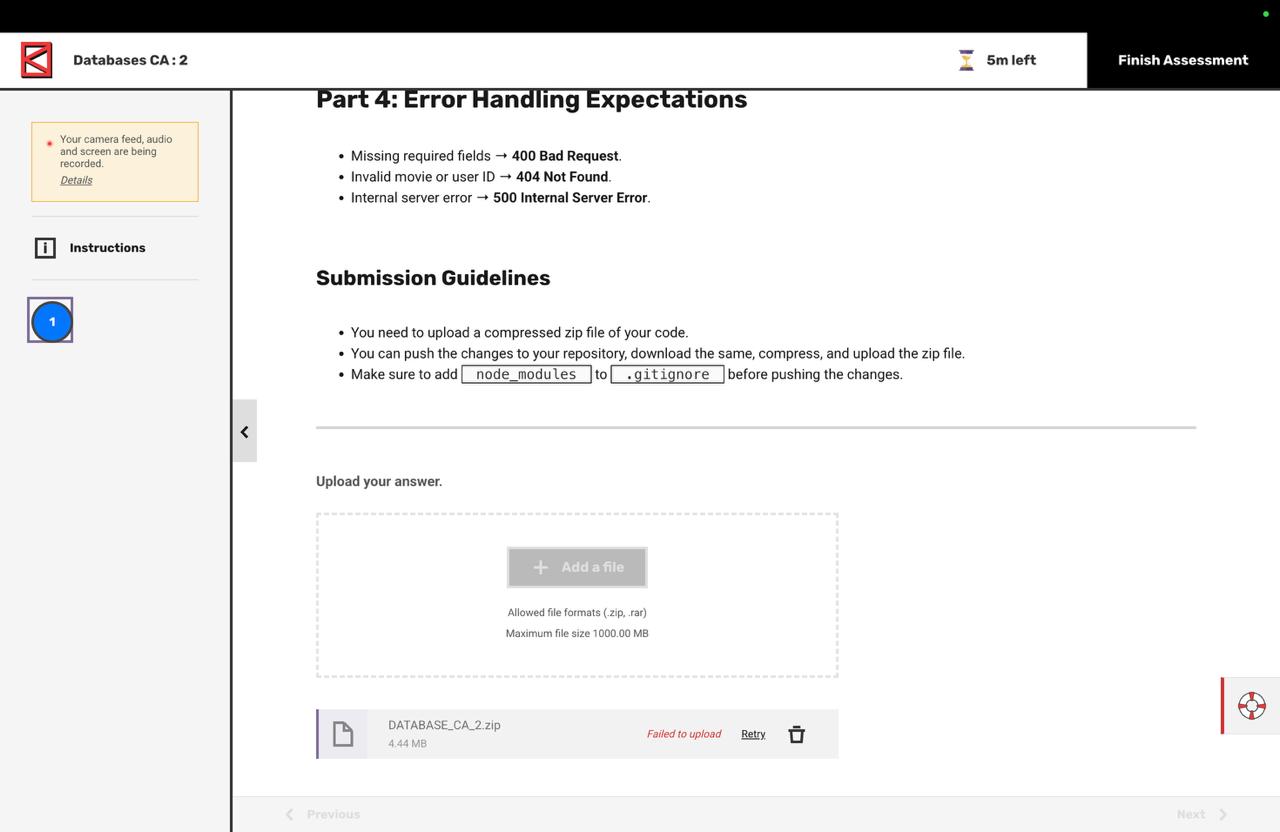 Databases CA : 2
5m left
Finish Assessment
Your camera feed, audio
and screen are being
recorded.
Details
Instructions
1
Part 4: Error Handling Expectations
• Missing required fields → 400 Bad Request.
• Invalid movie or user ID → 404 Not Found.
• Internal server error → 500 Internal Server Error.
Submission Guidelines
• You need to upload a compressed zip file of your code.
• You can push the changes to your repository, download the same, compress, and upload the zip file.
• Make sure to add node_modules to .gitignore before pushing the changes.
Upload your answer.
+ Add a file
Allowed file formats (.zip, .rar)
Maximum file size 1000.00 MB
DATABASE_CA_2.zip
4.44 MB
Failed to upload
Retry
Previous
Next